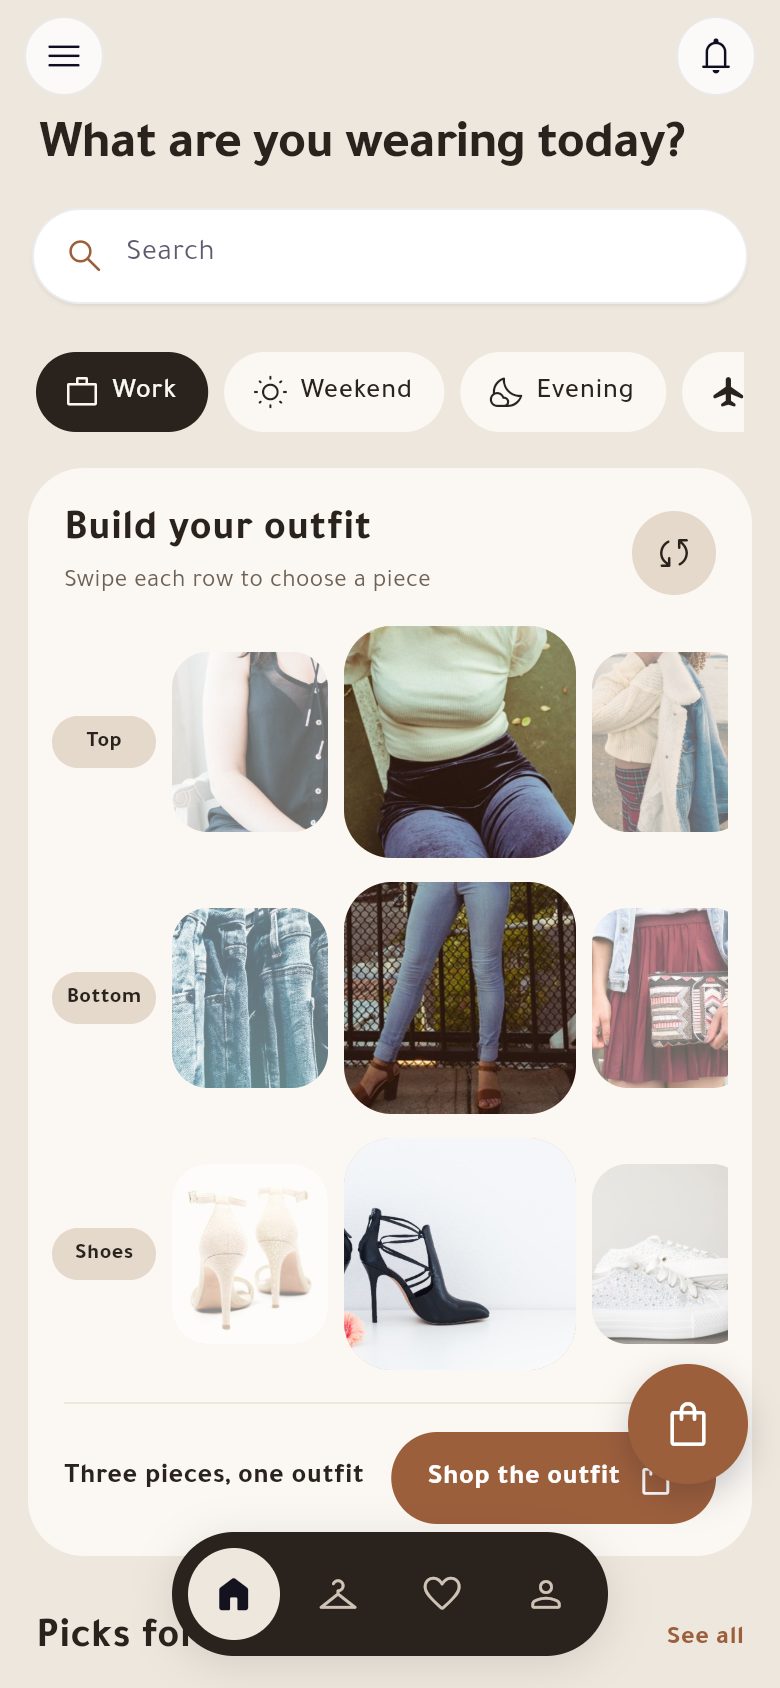 What are you wearing today?
Search
Work
Weekend
Evening
Build your outfit
Swipe each row to choose a piece
Top
Bottom
Shoes
Three pieces, one outfit
Shop the outfit
Picks for
See all